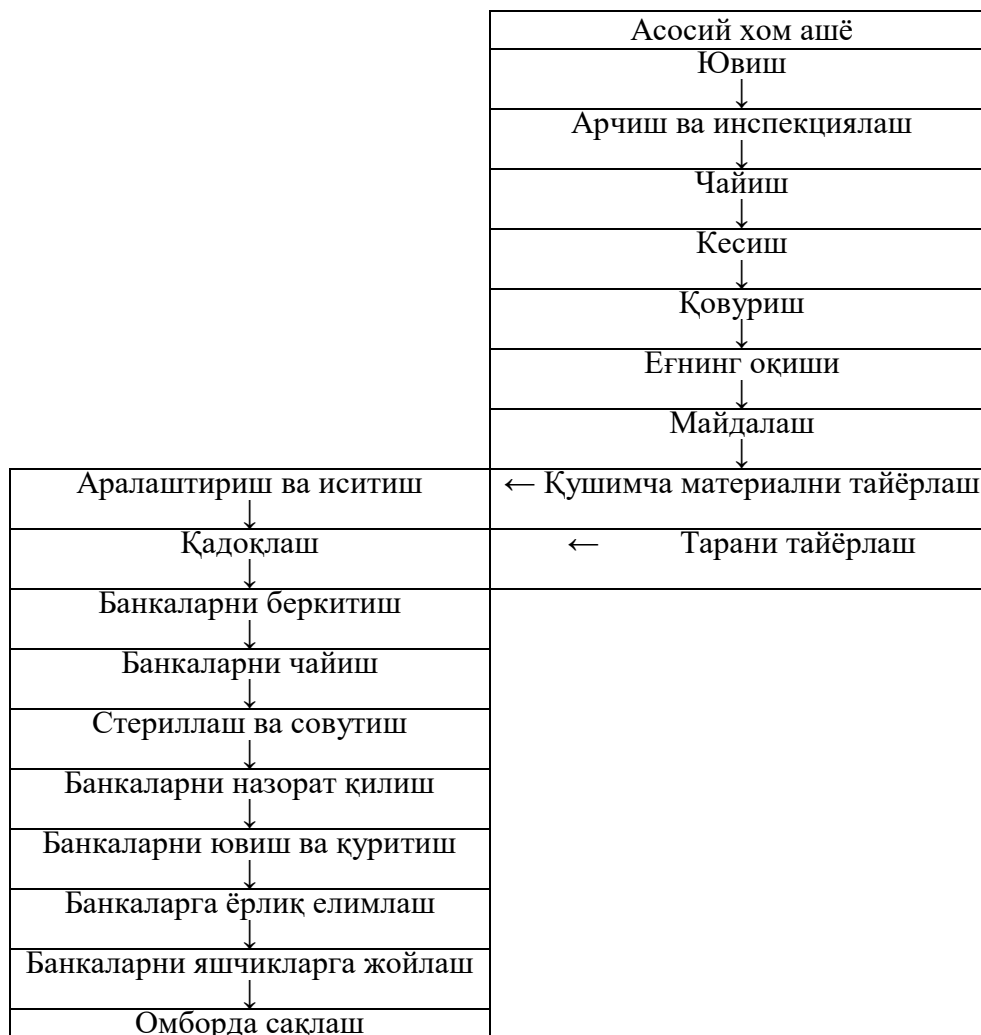 Асосий хом ашё
Ювиш
↓
Арчиш ва инспекциялаш
↓
Чайиш
↓
Кесиш
↓
Қовуриш
↓
Еғнинг оқиши
↓
Майдалаш
↓
Аралаштириш ва иситиш ← Қушимча материални тайёрлаш
↓
Қадоқлаш ← Тарани тайёрлаш
↓
Банкаларни беркитиш
↓
Банкаларни чайиш
↓
Стериллаш ва совутиш
↓
Банкаларни назорат қилиш
↓
Банкаларни ювиш ва қуритиш
↓
Банкаларга ёрлиқ елимлаш
↓
Банкаларни яшчикларга жойлаш
↓
Омборда сақлаш